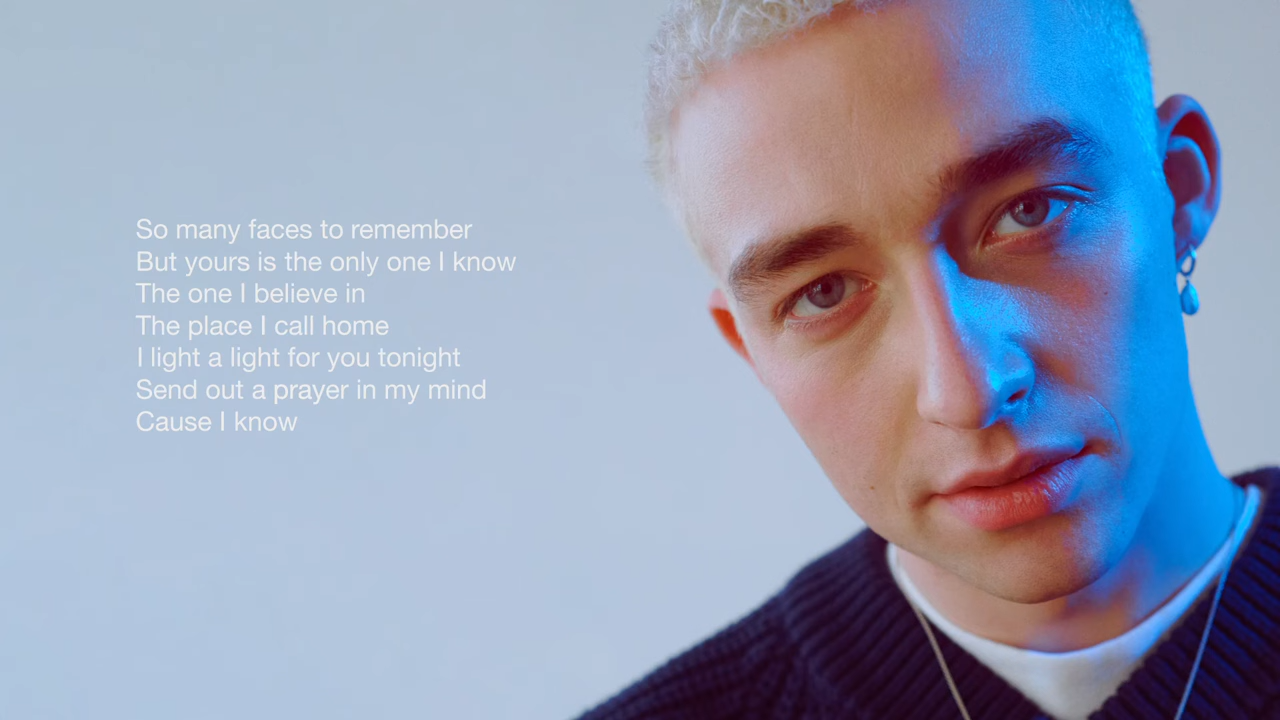 So many faces to remember
But yours is the only one I know
The one I believe in
The place I call home
I light a light for you tonight
Send out a prayer in my mind
Cause I know